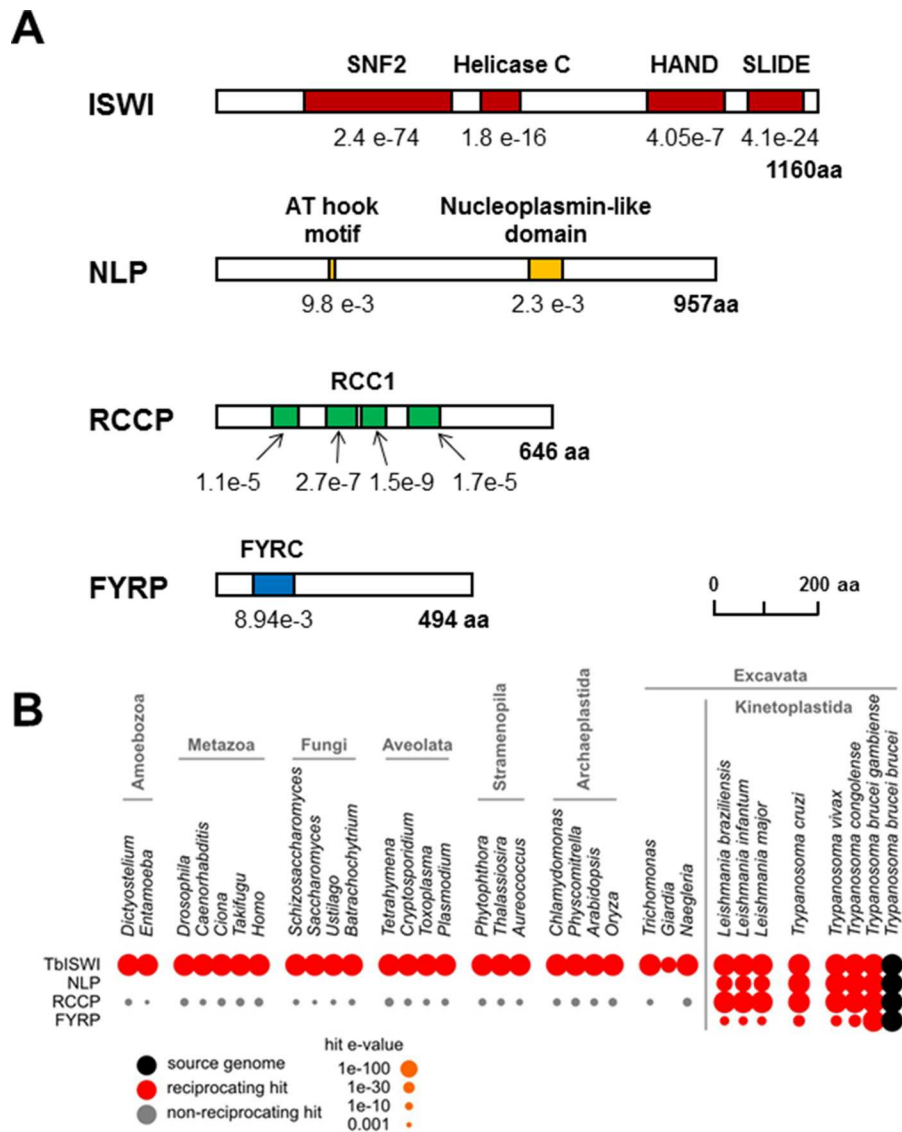 A
SNF2 Helicase C HAND SLIDE
ISWI
2.4 e-74 1.8 e-16 4.05e-7 4.1e-24
1160aa
AT hook motif
Nucleoplasmin-like domain
NLP
9.8 e-3 2.3 e-3 957aa
RCC1
RCCP
646 aa
1.1e-5 2.7e-7 1.5e-9 1.7e-5
FYRC
FYRP
8.94e-3 494 aa
0 200 aa
B
Amoebozoa
Metazoa
Fungi
Aveolata
Stramenopila
Archaeplastida
Excavata
Kinetoplastida
Dictyostelium
Entamoeba
Drosophila
Caenorhabditis
Ciona
Takifugu
Homo
Schizosaccharomyces
Saccharomyces
Ustilago
Batrachochytrium
Tetrahymena
Cryptosporidium
Toxoplasma
Plasmodium
Phytophthora
Thalassiosira
Aureococcus
Chlamydomonas
Physcomitrella
Arabidopsis
Oryza
Trichomonas
Giardia
Naegleria
Leishmania braziliensis
Leishmania infantum
Leishmania major
Trypanosoma cruzi
Trypanosoma vivax
Trypanosoma congolense
Trypanosoma brucei gambiense
Trypanosoma brucei brucei
TbISWI
NLP
RCCP
FYRP
source genome
reciprocating hit
non-reciprocating hit
hit e-value
1e-100
1e-30
1e-10
0.001